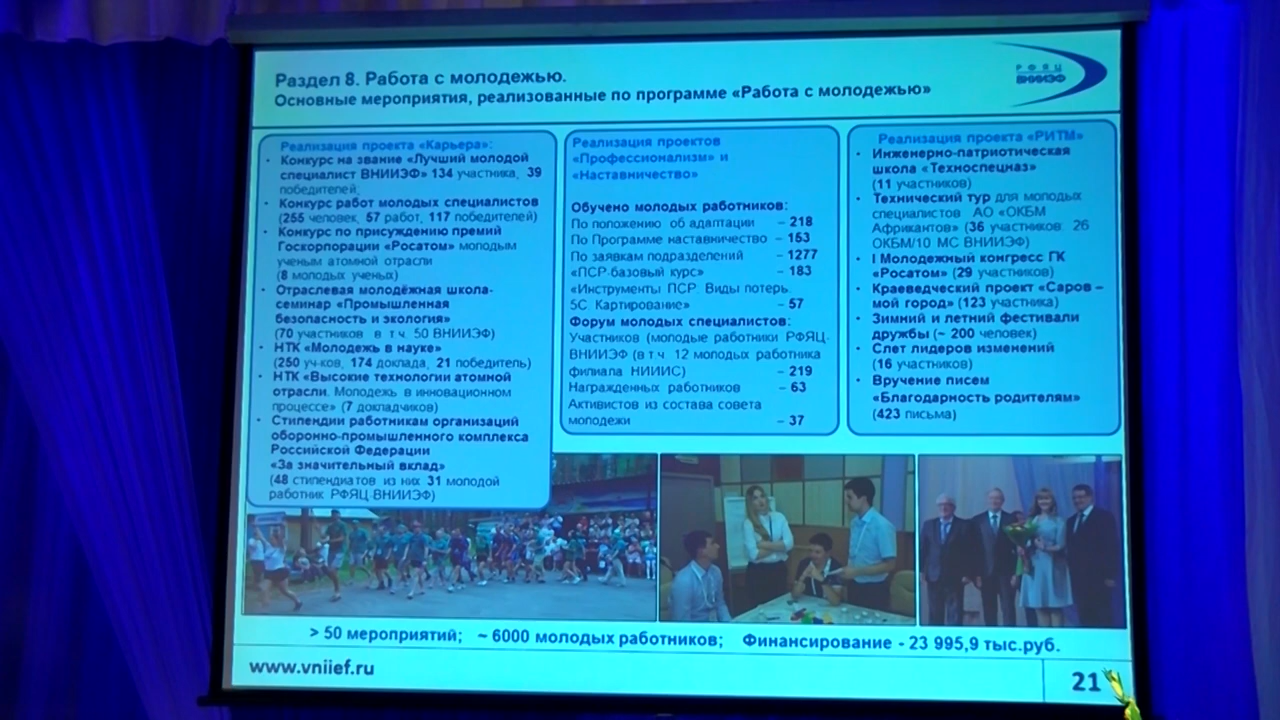 Раздел 8. Работа с молодежью.
Основные мероприятия, реализованные по программе «Работа с молодежью»
РФЯЦ
ВНИИЭФ
Реализация проекта «Карьера»:
• Конкурс на звание «Лучший молодой
специалист ВНИИЭФ» 134 участника, 39
победителей;
• Конкурс работ молодых специалистов
(255 человек, 57 работ, 117 победителей)
• Конкурс по присуждению премий
Госкорпорации «Росатом» молодым
ученым атомной отрасли
(8 молодых ученых)
• Отраслевая молодёжная школа-
семинар «Промышленная
безопасность и экология»
(70 участников в т.ч. 50 ВНИИЭФ)
• НТК «Молодежь в науке»
(250 уч-ков, 174 доклада, 21 победитель)
• НТК «Высокие технологии атомной
отрасли. Молодежь в инновационном
процессе» (7 докладчиков)
• Стипендии работникам организаций
оборонно-промышленного комплекса
Российской Федерации
«За значительный вклад»
(48 стипендиатов из них 31 молодой
работник РФЯЦ-ВНИИЭФ)
Реализация проектов
«Профессионализм» и
«Наставничество»
Обучено молодых работников:
По положению об адаптации – 218
По Программе наставничество – 153
По заявкам подразделений – 1277
«ПСР-базовый курс» – 183
«Инструменты ПСР. Виды потерь.
5С. Картирование» – 57
Форум молодых специалистов:
Участников (молодые работники РФЯЦ-
ВНИИЭФ (в т.ч. 12 молодых работника
филиала НИИИС) – 219
Награжденных работников – 63
Активистов из состава совета
молодежи – 37
Реализация проекта «РИТМ»
• Инженерно-патриотическая
школа «Техноспецназ»
(11 участников)
• Технический тур для молодых
специалистов АО «ОКБМ
Африкантов» (36 участников: 26
ОКБМ/10 МС ВНИИЭФ)
• I Молодежный конгресс ГК
«Росатом» (29 участников)
• Краеведческий проект «Саров –
мой город» (123 участника)
• Зимний и летний фестивали
дружбы (~ 200 человек)
• Слет лидеров изменений
(16 участников)
• Вручение писем
«Благодарность родителям»
(423 письма)
> 50 мероприятий; ~ 6000 молодых работников; Финансирование - 23 995,9 тыс.руб.
www.vniief.ru
21